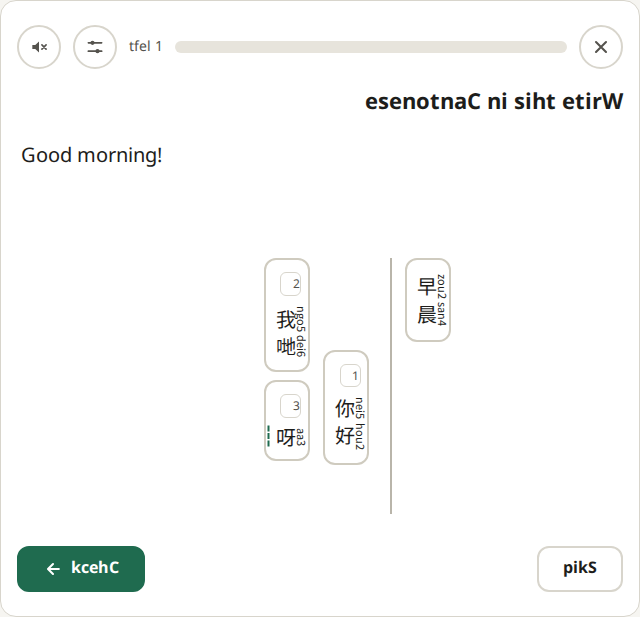 tfel 1
esenotnaC ni siht etirW
Good morning!
zou2 san4
早晨
1
nei5 hou2
你好
2
ngo5 dei6
我哋
3
aa3
呀
kcehC
pikS